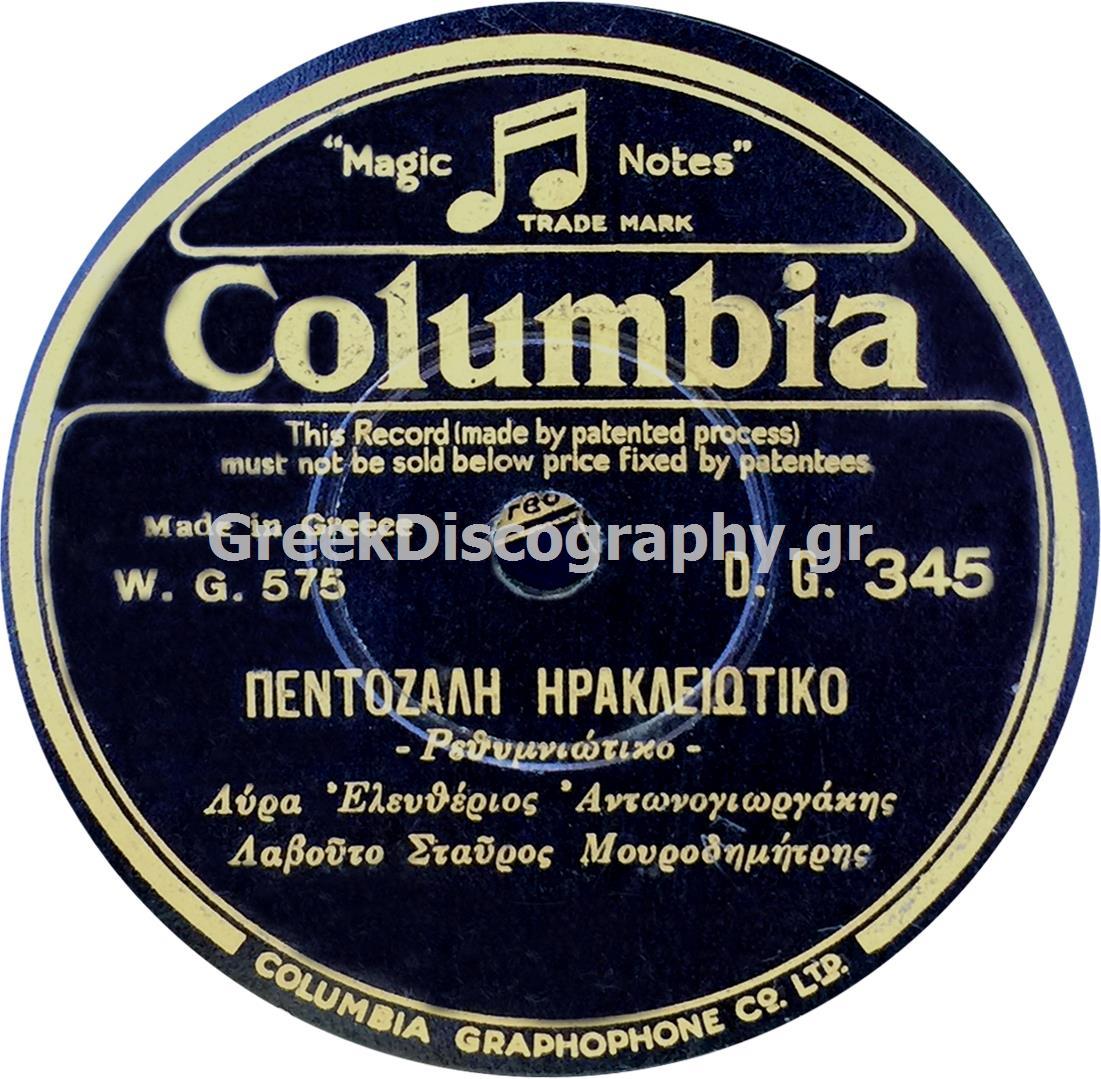 "Magic Notes"
TRADE MARK
Columbia
This Record (made by patented process)
must not be sold below price fixed by patentees
Made in Greece
GreekDiscography.gr
W. G. 575
D. G. 345
ΠΕΝΤΟΖΑΛΗ ΗΡΑΚΛΕΙΩΤΙΚΟ
- Ρεθυμνιώτικο -
Λύρα Ἐλευθέριος Ἀντωνογιωργάκης
Λαβοῦτο Σταῦρος Μουροδημήτρης
COLUMBIA GRAPHOPHONE CO. LTD.